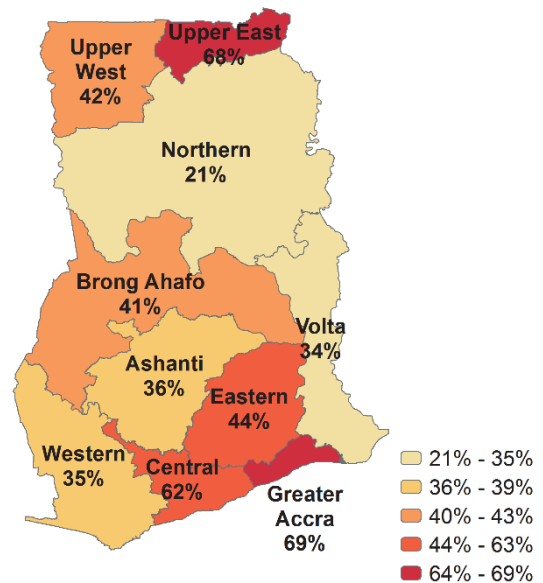 Upper East
68%
Upper
West
42%
Northern
21%
Brong Ahafo
41%
Volta
34%
Ashanti
36%
Eastern
44%
Western
35%
Central
62%
Greater
Accra
69%
21% - 35%
36% - 39%
40% - 43%
44% - 63%
64% - 69%